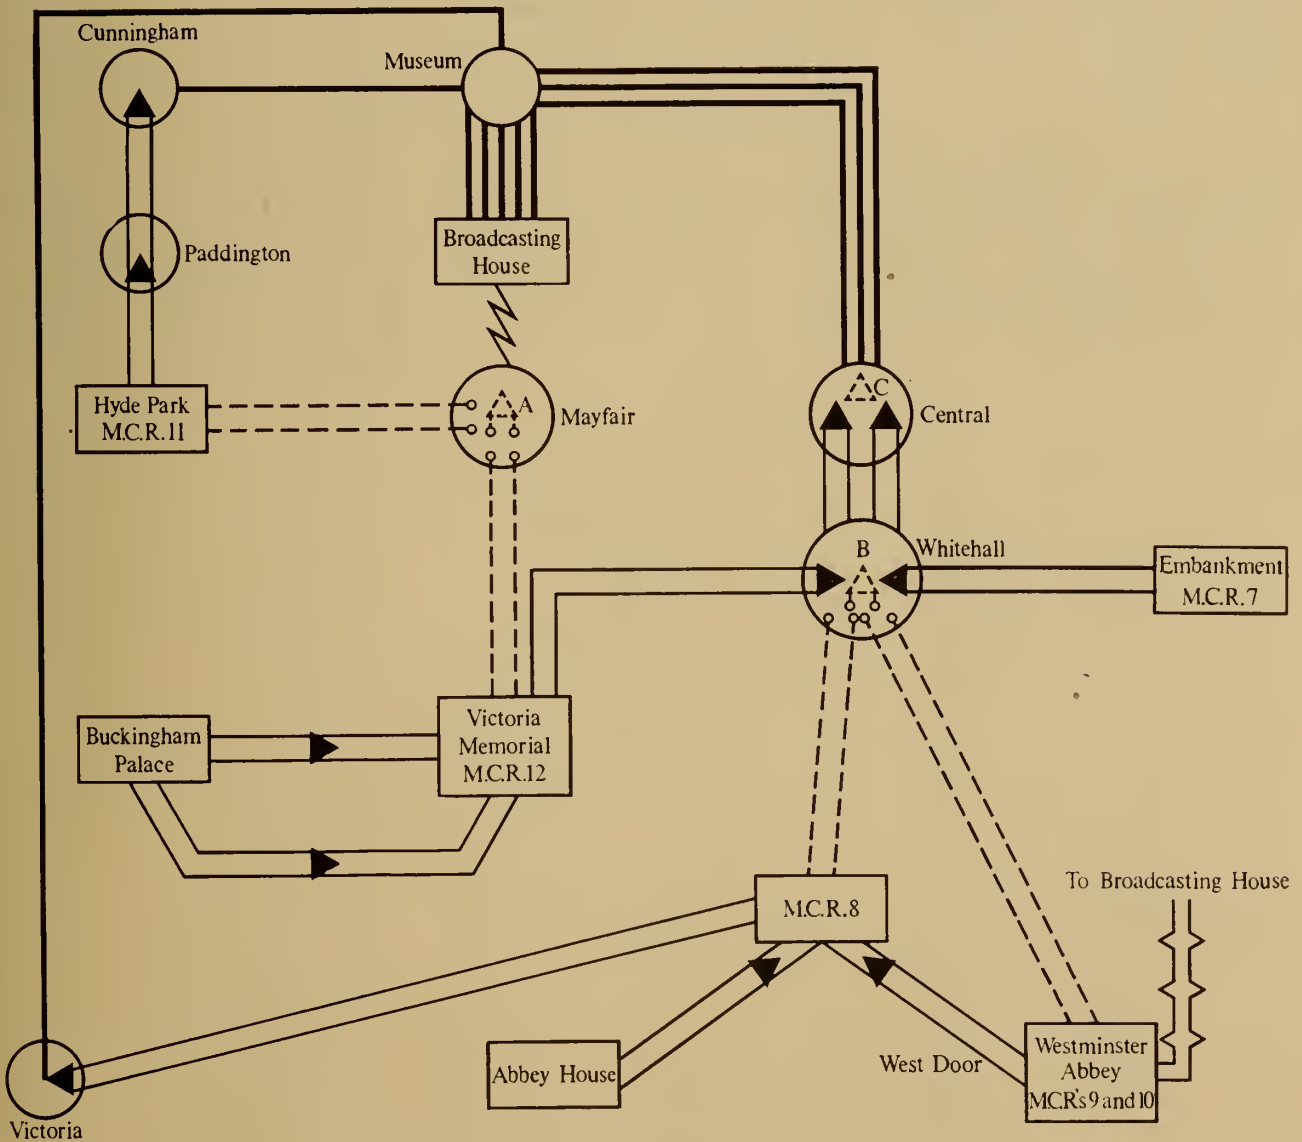 Cunningham
Museum
Paddington
Broadcasting
House
Hyde Park
M.C.R.11
A
Mayfair
C
Central
B
Whitehall
Embankment
M.C.R.7
Buckingham
Palace
Victoria
Memorial
M.C.R.12
To Broadcasting House
M.C.R.8
Abbey House
West Door
Westminster
Abbey
M.C.R's 9 and 10
Victoria